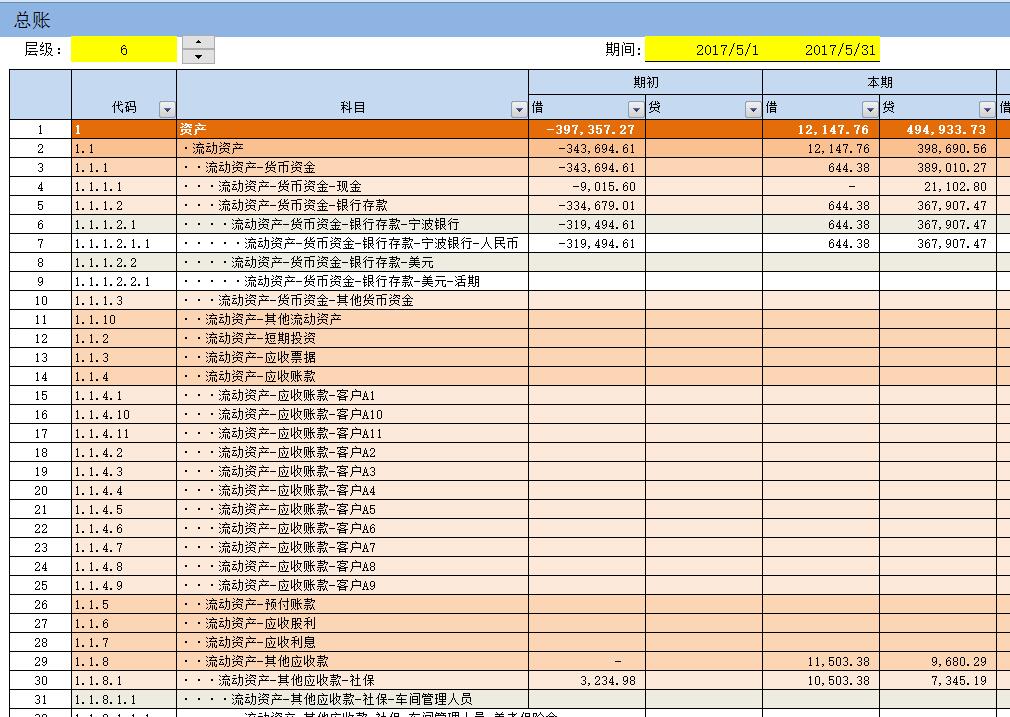 总账
层级： 6 期间: 2017/5/1 2017/5/31
期初 本期
代码 科目 借 贷 借 贷 借
1 1 资产 -397,357.27 12,147.76 494,933.73
2 1.1 ·流动资产 -343,694.61 12,147.76 398,690.56
3 1.1.1 ··流动资产-货币资金 -343,694.61 644.38 389,010.27
4 1.1.1.1 ···流动资产-货币资金-现金 -9,015.60 - 21,102.80
5 1.1.1.2 ···流动资产-货币资金-银行存款 -334,679.01 644.38 367,907.47
6 1.1.1.2.1 ····流动资产-货币资金-银行存款-宁波银行 -319,494.61 644.38 367,907.47
7 1.1.1.2.1.1 ·····流动资产-货币资金-银行存款-宁波银行-人民币 -319,494.61 644.38 367,907.47
8 1.1.1.2.2 ····流动资产-货币资金-银行存款-美元
9 1.1.1.2.2.1 ·····流动资产-货币资金-银行存款-美元-活期
10 1.1.1.3 ···流动资产-货币资金-其他货币资金
11 1.1.10 ··流动资产-其他流动资产
12 1.1.2 ··流动资产-短期投资
13 1.1.3 ··流动资产-应收票据
14 1.1.4 ··流动资产-应收账款
15 1.1.4.1 ···流动资产-应收账款-客户A1
16 1.1.4.10 ···流动资产-应收账款-客户A10
17 1.1.4.11 ···流动资产-应收账款-客户A11
18 1.1.4.2 ···流动资产-应收账款-客户A2
19 1.1.4.3 ···流动资产-应收账款-客户A3
20 1.1.4.4 ···流动资产-应收账款-客户A4
21 1.1.4.5 ···流动资产-应收账款-客户A5
22 1.1.4.6 ···流动资产-应收账款-客户A6
23 1.1.4.7 ···流动资产-应收账款-客户A7
24 1.1.4.8 ···流动资产-应收账款-客户A8
25 1.1.4.9 ···流动资产-应收账款-客户A9
26 1.1.5 ··流动资产-预付账款
27 1.1.6 ··流动资产-应收股利
28 1.1.7 ··流动资产-应收利息
29 1.1.8 ··流动资产-其他应收款 - 11,503.38 9,680.29
30 1.1.8.1 ···流动资产-其他应收款-社保 3,234.98 10,503.38 7,345.19
31 1.1.8.1.1 ····流动资产-其他应收款-社保-车间管理人员